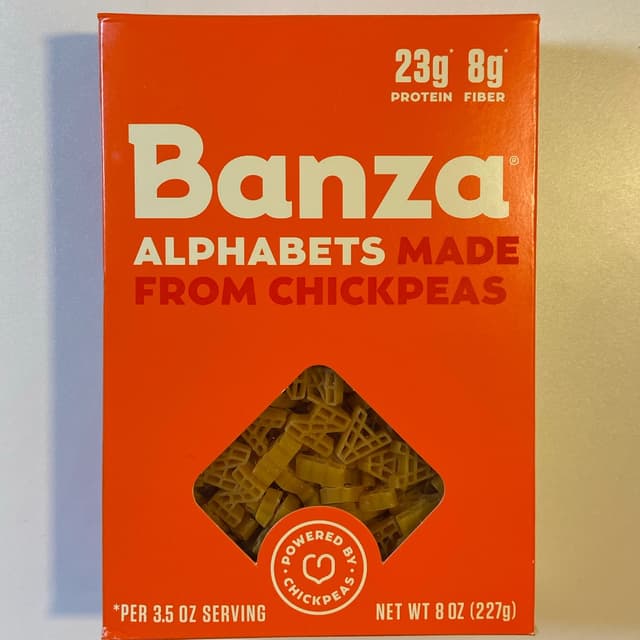 23g* 8g*
PROTEIN FIBER
Banza®
ALPHABETS MADE
FROM CHICKPEAS
POWERED BY
CHICKPEAS
*PER 3.5 OZ SERVING
NET WT 8 OZ (227g)